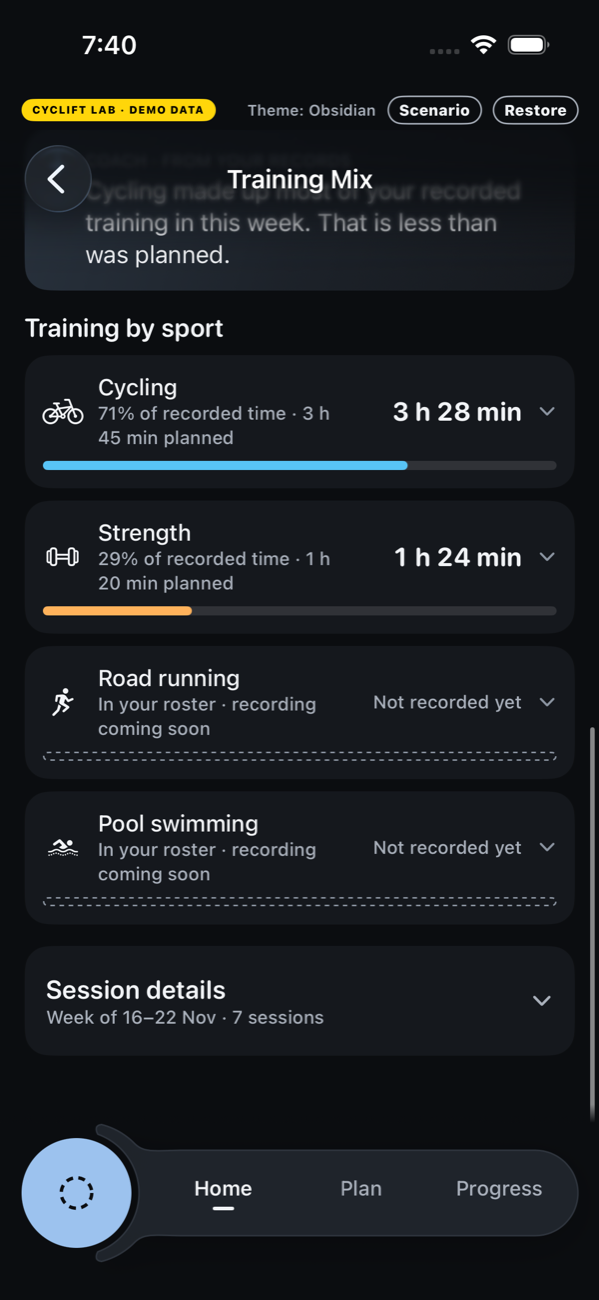 7:40
CYCLIFT LAB · DEMO DATA
Theme: Obsidian
Scenario
Restore
Training Mix
Cycling made up most of your recorded
training in this week. That is less than
was planned.
Training by sport
Cycling
71% of recorded time · 3 h
45 min planned
3 h 28 min
Strength
29% of recorded time · 1 h
20 min planned
1 h 24 min
Road running
In your roster · recording
coming soon
Not recorded yet
Pool swimming
In your roster · recording
coming soon
Not recorded yet
Session details
Week of 16–22 Nov · 7 sessions
Home
Plan
Progress